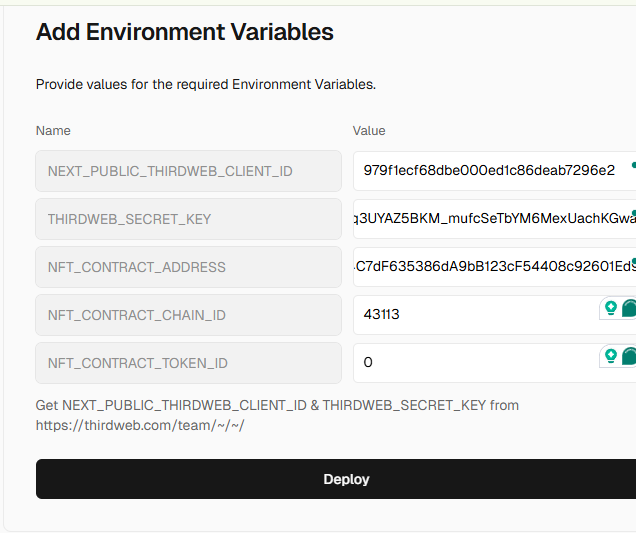 Add Environment Variables
Provide values for the required Environment Variables.
Name Value
NEXT_PUBLIC_THIRDWEB_CLIENT_ID 979f1ecf68dbe000ed1c86deab7296e2
THIRDWEB_SECRET_KEY q3UYAZ5BKM_mufcSeTbYM6MexUachKGwa
NFT_CONTRACT_ADDRESS C7dF635386dA9bB123cF54408c92601Ed9
NFT_CONTRACT_CHAIN_ID 43113
NFT_CONTRACT_TOKEN_ID 0
Get NEXT_PUBLIC_THIRDWEB_CLIENT_ID & THIRDWEB_SECRET_KEY from
https://thirdweb.com/team/~/~/
Deploy